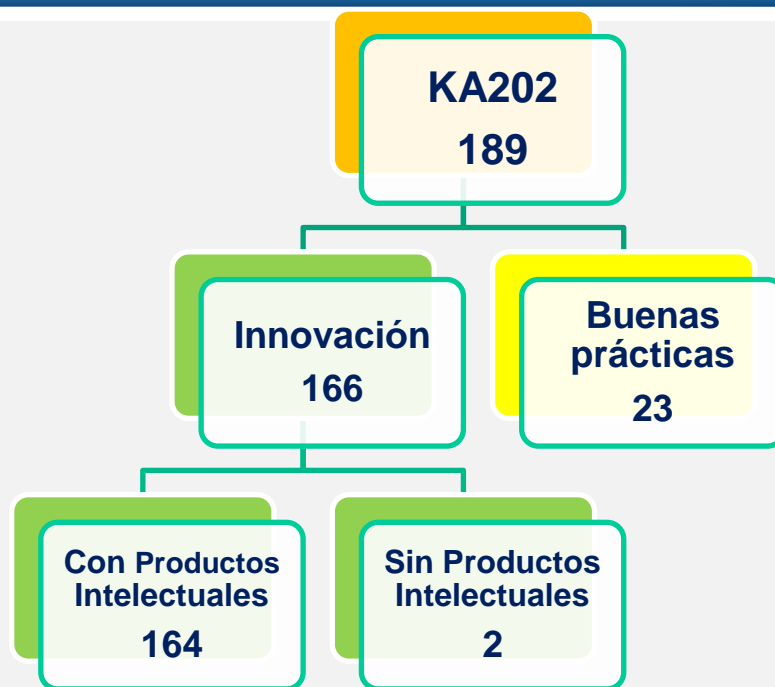 KA202
189
Innovación
166
Buenas
prácticas
23
Con Productos
Intelectuales
164
Sin Productos
Intelectuales
2